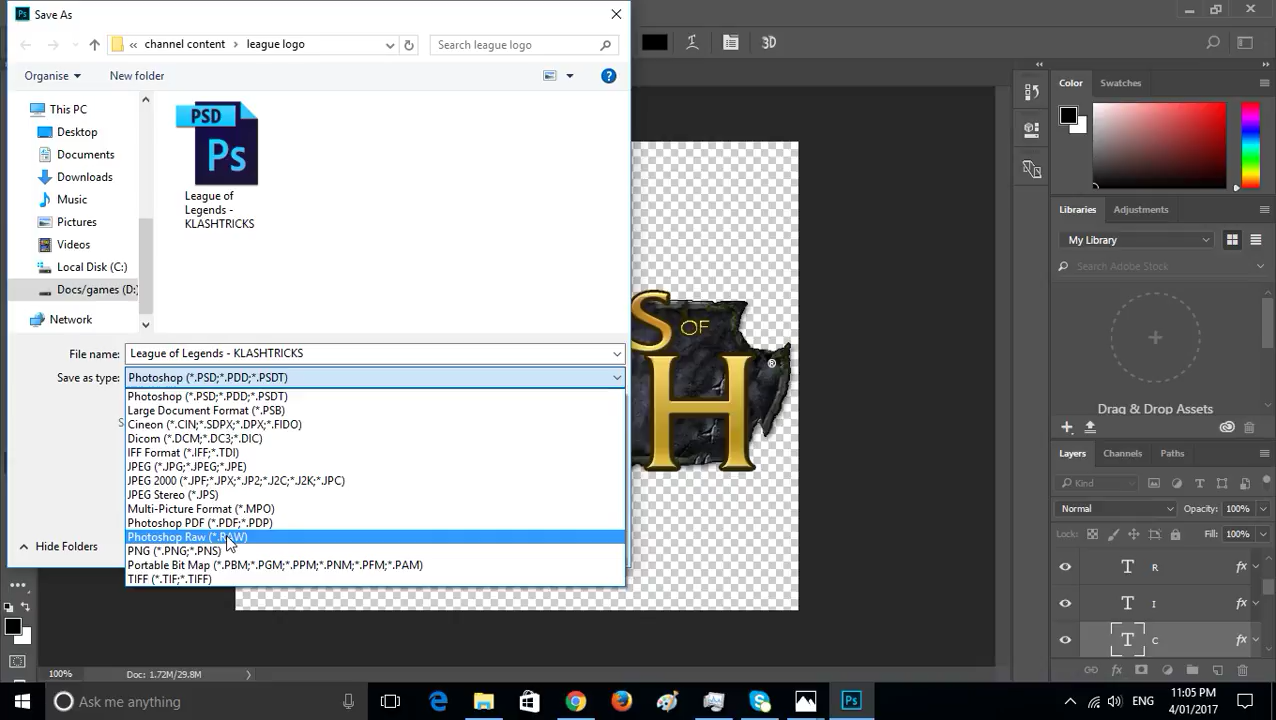 Save As
channel content
league logo
Search league logo
3D
Organise
New folder
This PC
Desktop
Documents
Downloads
Music
Pictures
Videos
Local Disk (C:)
Docs/games (D:
Network
PSD
Ps
League of
Legends -
KLASHTRICKS
File name:
League of Legends - KLASHTRICKS
Save as type:
Photoshop (*.PSD;*.PDD;*.PSDT)
Photoshop (*.PSD;*.PDD;*.PSDT)
Large Document Format (*.PSB)
Cineon (*.CIN;*.SDPX;*.DPX;*.FIDO)
Dicom (*.DCM;*.DC3;*.DIC)
IFF Format (*.IFF;*.TDI)
JPEG (*.JPG;*.JPEG;*.JPE)
JPEG 2000 (*.JPF;*.JPX;*.JP2;*.J2C;*.J2K;*.JPC)
JPEG Stereo (*.JPS)
Multi-Picture Format (*.MPO)
Photoshop PDF (*.PDF;*.PDP)
Photoshop Raw (*.RAW)
PNG (*.PNG;*.PNS)
Portable Bit Map (*.PBM;*.PGM;*.PPM;*.PNM;*.PFM;*.PAM)
TIFF (*.TIF;*.TIFF)
Hide Folders
S OF
H ®
Color
Swatches
Libraries
Adjustments
My Library
Search Adobe Stock
Drag & Drop Assets
Layers
Channels
Paths
Kind
Normal
Opacity: 100%
Lock:
Fill: 100%
T R fx
T I fx
T C fx
100%
Doc: 1.72M/29.8M
Ask me anything
Ps
ENG
11:05 PM
4/01/2017